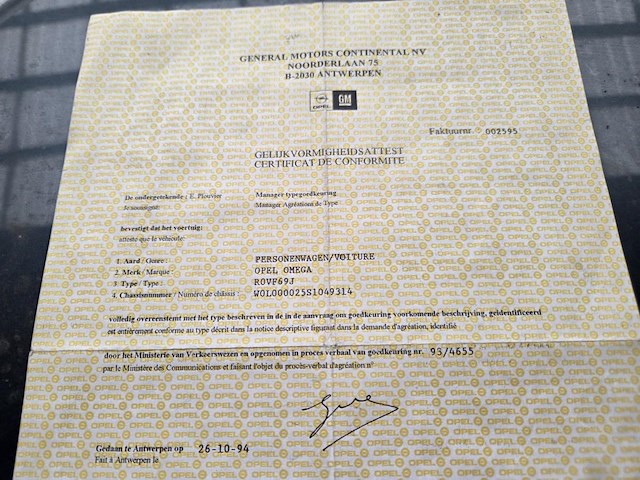 GENERAL MOTORS CONTINENTAL NV
NOORDERLAAN 75
B-2030 ANTWERPEN
OPEL GM
Faktuurnr. 002595
GELIJKVORMIGHEIDSATTEST
CERTIFICAT DE CONFORMITE
De ondergetekende : E. Plouvier Manager typegoedkeuring
Je soussigné: Manager Agréations de Type
bevestigt dat het voertuig:
atteste que le véhicule:
1. Aard / Genre : PERSONENWAGEN/VOITURE
2. Merk / Marque : OPEL OMEGA
3. Type / Type : ROVF69J
4. Chassisnummer / Numéro de châssis : W0L000025S1049314
volledig overeenstemt met het type beschreven in de in de aanvraag om goedkeuring voorkomende beschrijving, geïdentificeerd
est entièrement conforme au type décrit dans la notice descriptive figurant dans la demande d'agréation, identifié
door het Ministerie van Verkeerswezen en opgenomen in proces verbaal van goedkeuring nr. 93/4655
par le Ministère des Communications et faisant l'objet du procès-verbal d'agréation n°
Gedaan te Antwerpen op 26-10-94
Fait à Antwerpen le